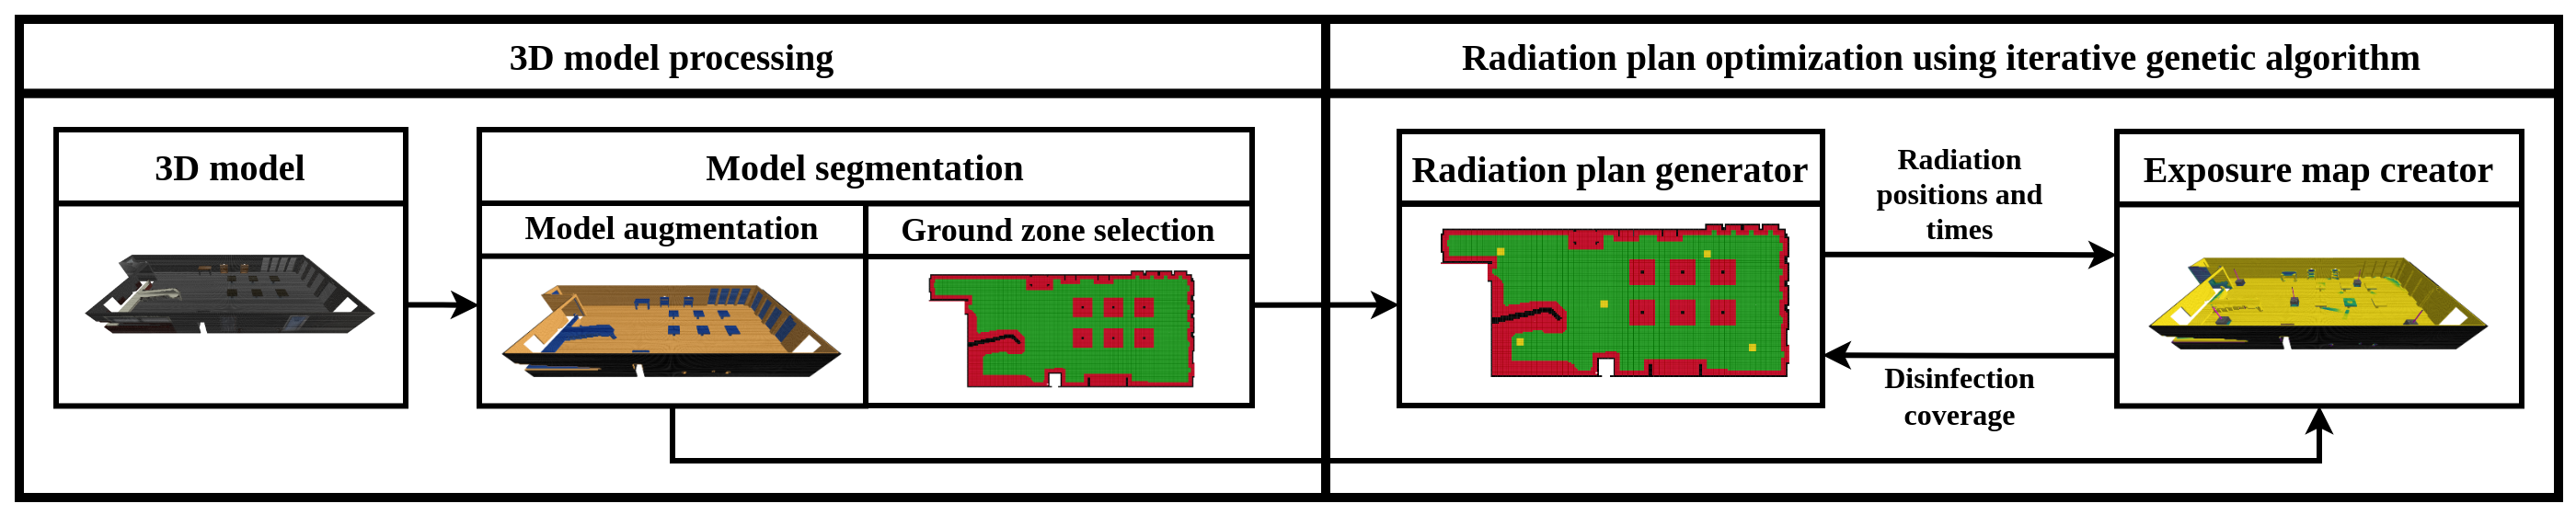 3D model processing
Radiation plan optimization using iterative genetic algorithm
3D model
Model segmentation
Model augmentation
Ground zone selection
Radiation plan generator
Radiation
positions and
times
Disinfection
coverage
Exposure map creator